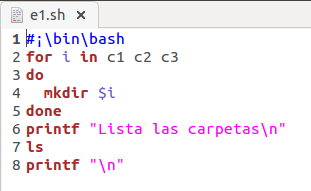 e1.sh ×
1 #¡\bin\bash
2 for i in c1 c2 c3
3 do
4   mkdir $i
5 done
6 printf "Lista las carpetas\n"
7 ls
8 printf "\n"